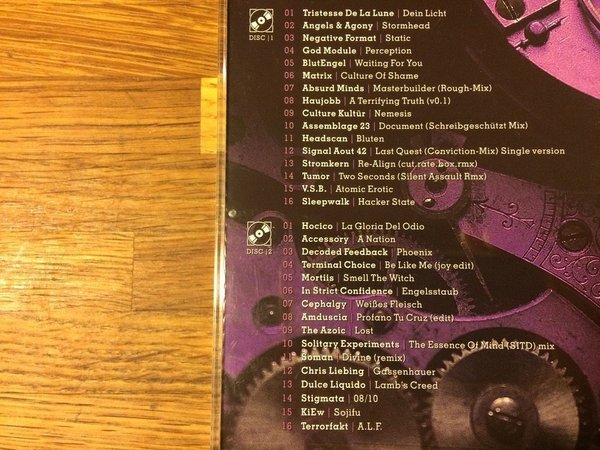 DISC | 1
01 Tristesse De La Lune | Dein Licht
02 Angels & Agony | Stormhead
03 Negative Format | Static
04 God Module | Perception
05 BlutEngel | Waiting For You
06 Matrix | Culture Of Shame
07 Absurd Minds | Masterbuilder (Rough-Mix)
08 Haujobb | A Terrifying Truth (v0.1)
09 Culture Kultür | Nemesis
10 Assemblage 23 | Document (Schreibgeschützt Mix)
11 Headscan | Bluten
12 Signal Aout 42 | Last Quest (Conviction-Mix) Single version
13 Stromkern | Re-Align (cut.rate.box.rmx)
14 Tumor | Two Seconds (Silent Assault Rmx)
15 V.S.B. | Atomic Erotic
16 Sleepwalk | Hacker State
DISC | 2
01 Hocico | La Gloria Del Odio
02 Accessory | A Nation
03 Decoded Feedback | Phoenix
04 Terminal Choice | Be Like Me (joy edit)
05 Mortiis | Smell The Witch
06 In Strict Confidence | Engelsstaub
07 Cephalgy | Weißes Fleisch
08 Amduscia | Profano Tu Cruz (edit)
09 The Azoic | Lost
10 Solitary Experiments | The Essence Of Mind (SITD) mix
11 Soman | Divine (remix)
12 Chris Liebing | Gassenhauer
13 Dulce Liquido | Lamb's Creed
14 Stigmata | 08/10
15 KiEw | Sojifu
16 Terrorfakt | A.L.F.